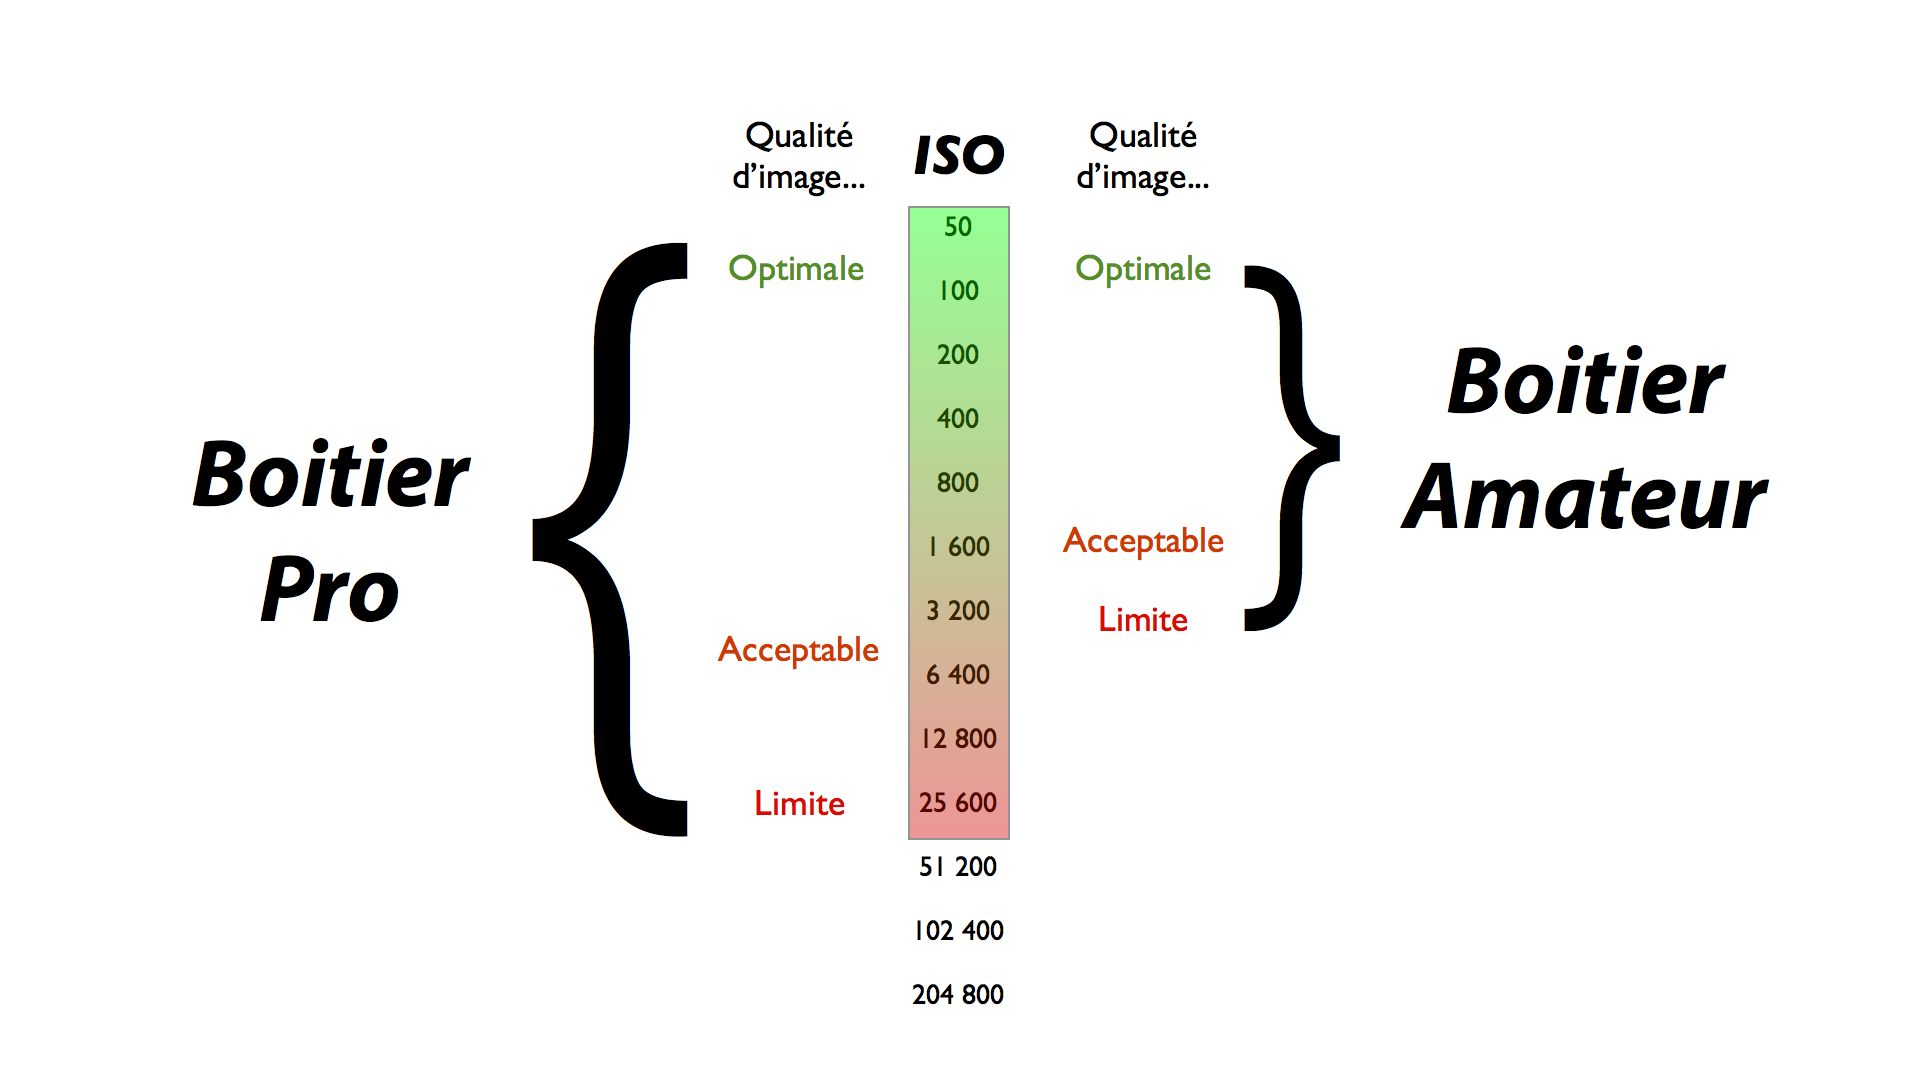 Qualité
d’image...
ISO
Qualité
d’image...
50
Optimale
Optimale
100
200
400
800
1 600
3 200
6 400
12 800
25 600
51 200
102 400
204 800
Acceptable
Limite
Acceptable
Limite
Boitier
Pro
Boitier
Amateur